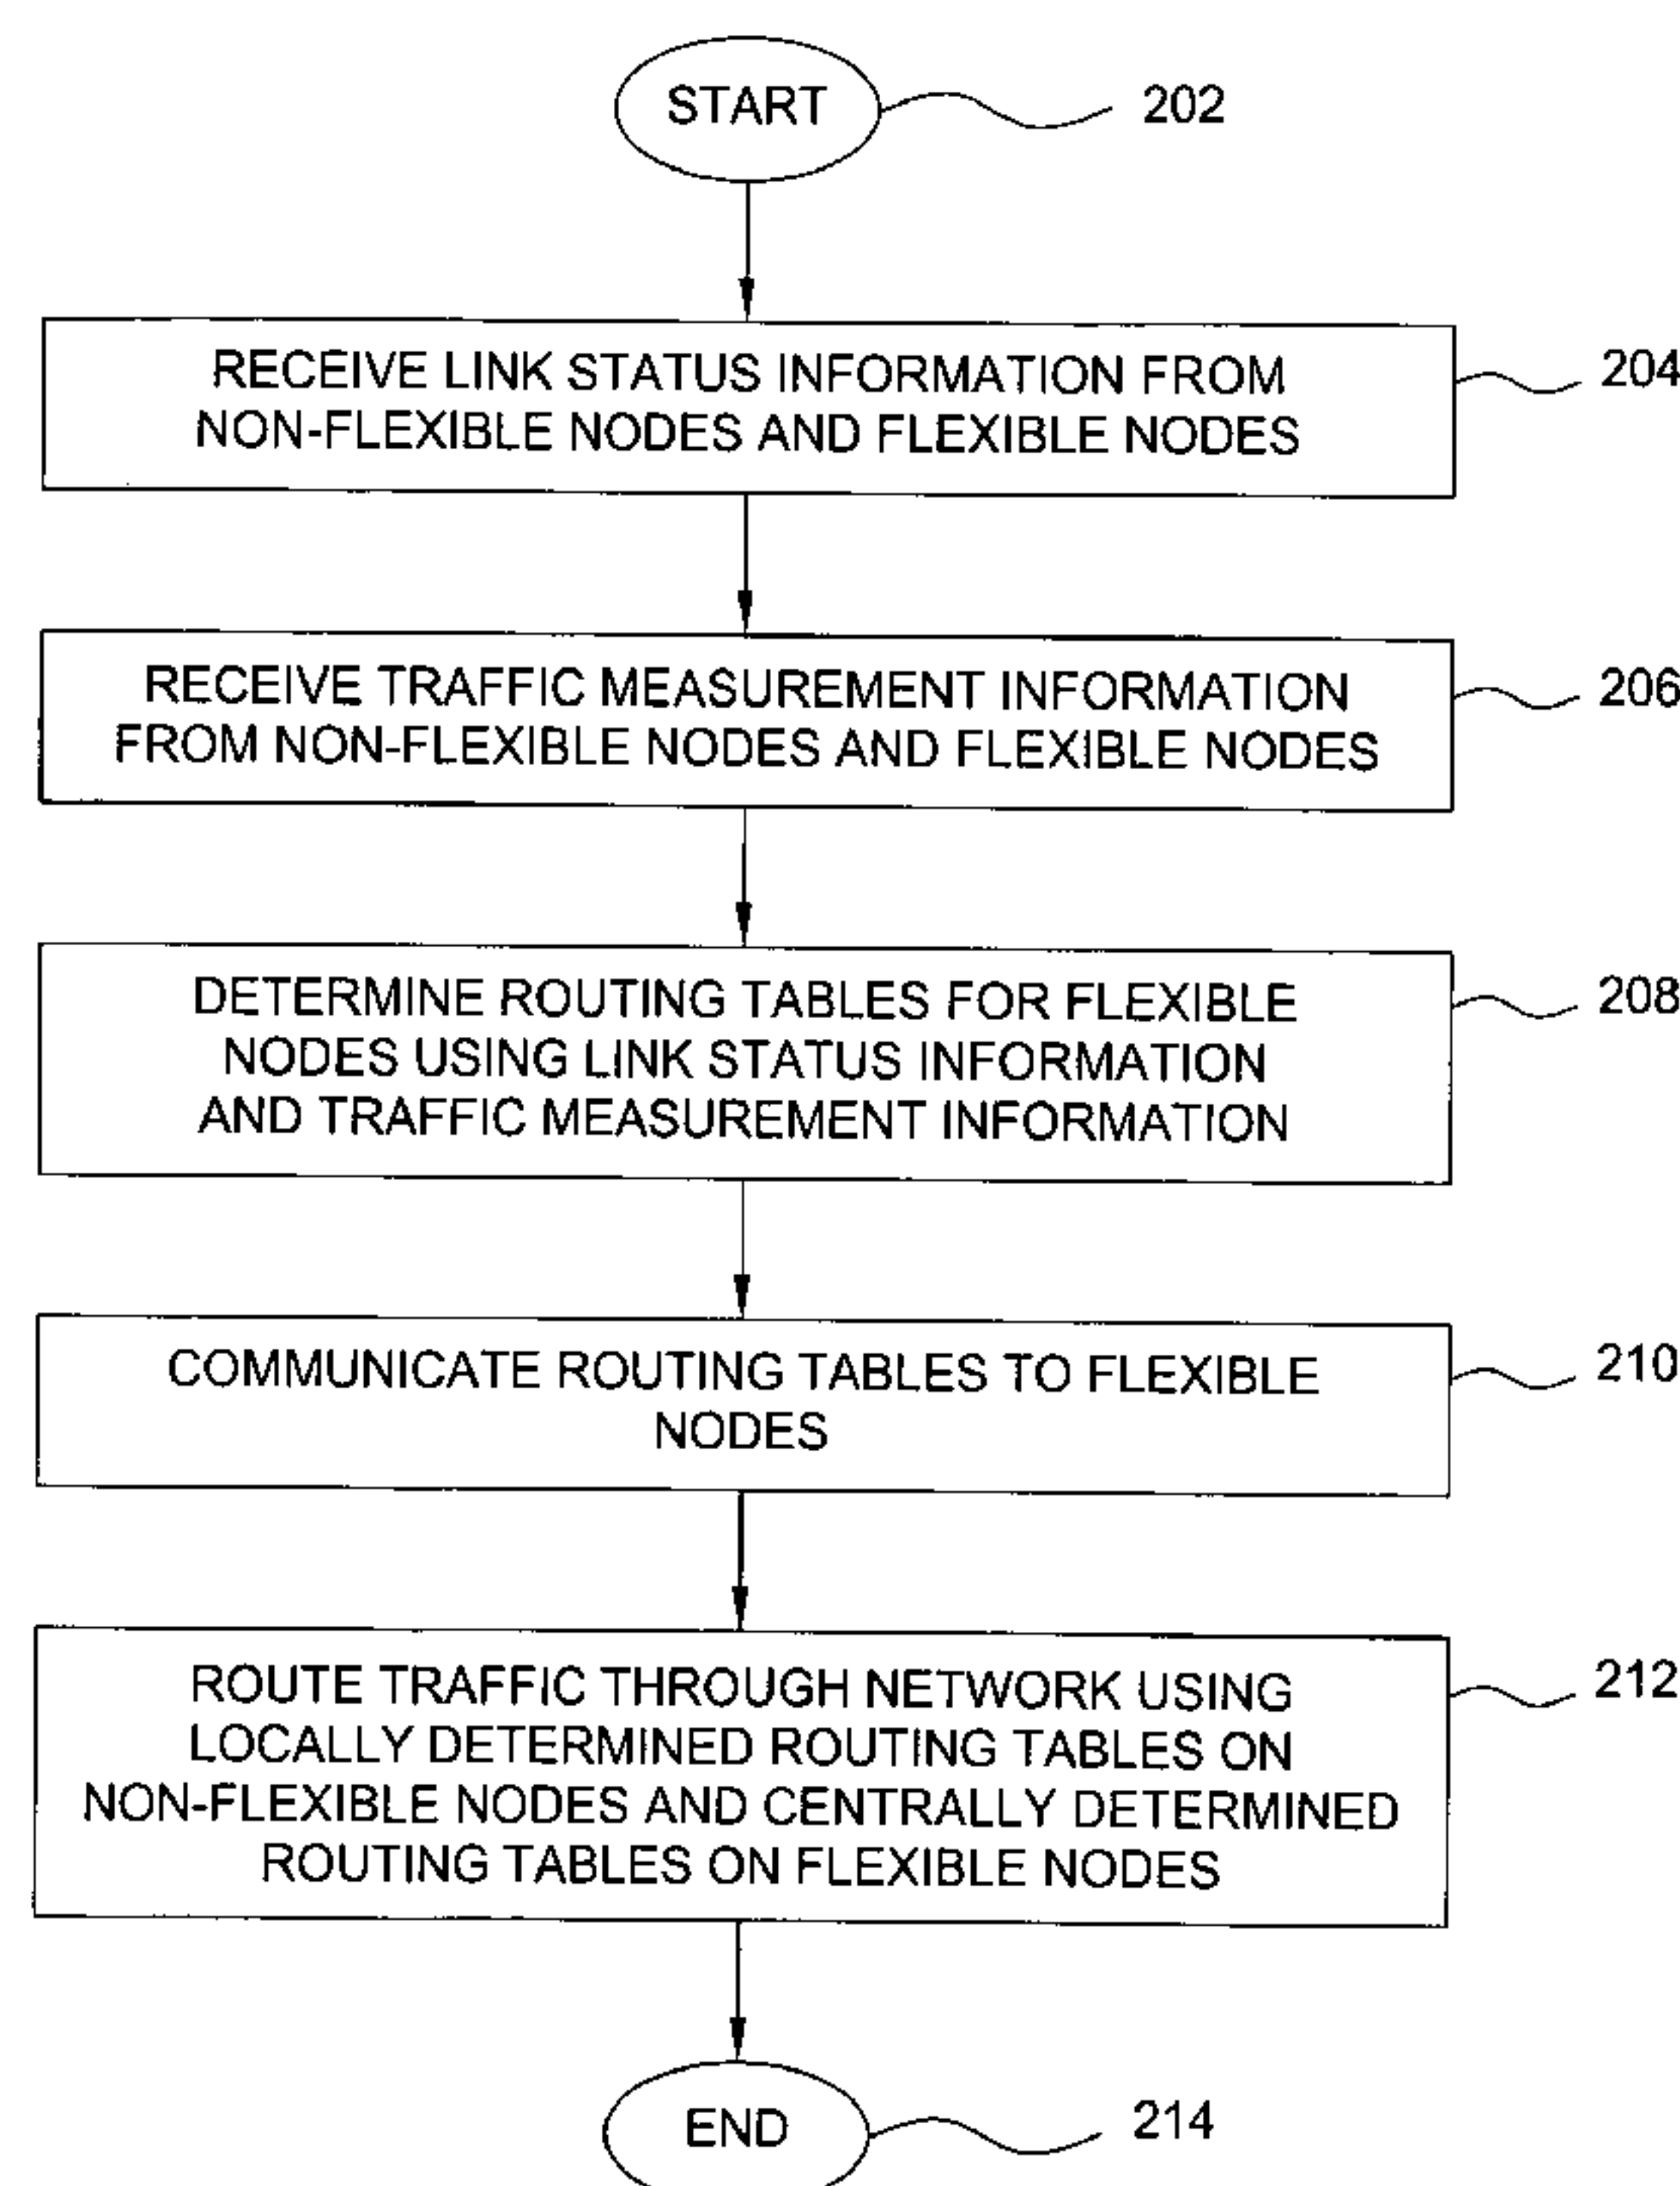 START
202
RECEIVE LINK STATUS INFORMATION FROM
NON-FLEXIBLE NODES AND FLEXIBLE NODES
204
RECEIVE TRAFFIC MEASUREMENT INFORMATION
FROM NON-FLEXIBLE NODES AND FLEXIBLE NODES
206
DETERMINE ROUTING TABLES FOR FLEXIBLE
NODES USING LINK STATUS INFORMATION
AND TRAFFIC MEASUREMENT INFORMATION
208
COMMUNICATE ROUTING TABLES TO FLEXIBLE
NODES
210
ROUTE TRAFFIC THROUGH NETWORK USING
LOCALLY DETERMINED ROUTING TABLES ON
NON-FLEXIBLE NODES AND CENTRALLY DETERMINED
ROUTING TABLES ON FLEXIBLE NODES
212
END
214